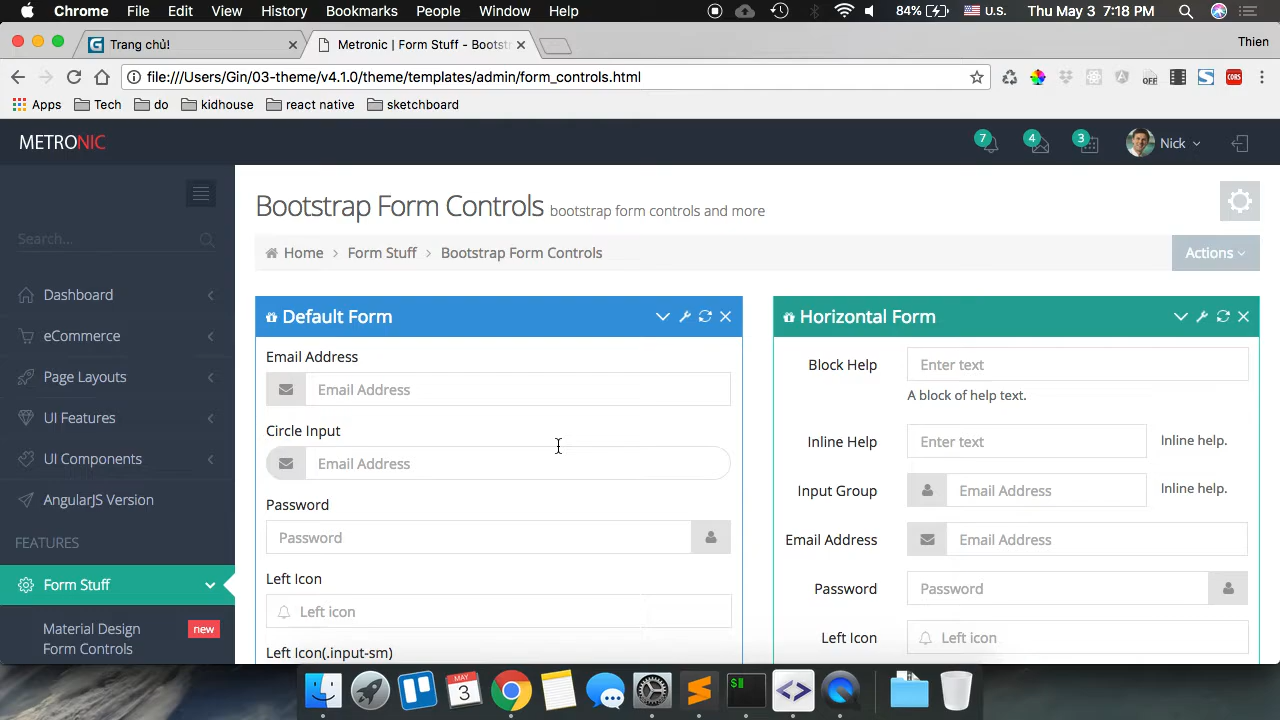 Chrome File Edit View History Bookmarks People Window Help 84% U.S. Thu May 3 7:18 PM
Trang chủ! Metronic | Form Stuff - Bootst Thien
file:///Users/Gin/03-theme/v4.1.0/theme/templates/admin/form_controls.html OFF CORS
Apps Tech do kidhouse react native sketchboard
METRONIC 7 4 3 Nick
Bootstrap Form Controls bootstrap form controls and more
Search...
Home Form Stuff Bootstrap Form Controls Actions
Dashboard
eCommerce
Page Layouts
UI Features
UI Components
AngularJS Version
FEATURES
Form Stuff
Material Design
Form Controls new
Default Form
Email Address
Email Address
Circle Input
Email Address
Password
Password
Left Icon
Left icon
Left Icon(.input-sm)
Horizontal Form
Block Help Enter text
A block of help text.
Inline Help Enter text Inline help.
Input Group Email Address Inline help.
Email Address Email Address
Password Password
Left Icon Left icon
MAY
3